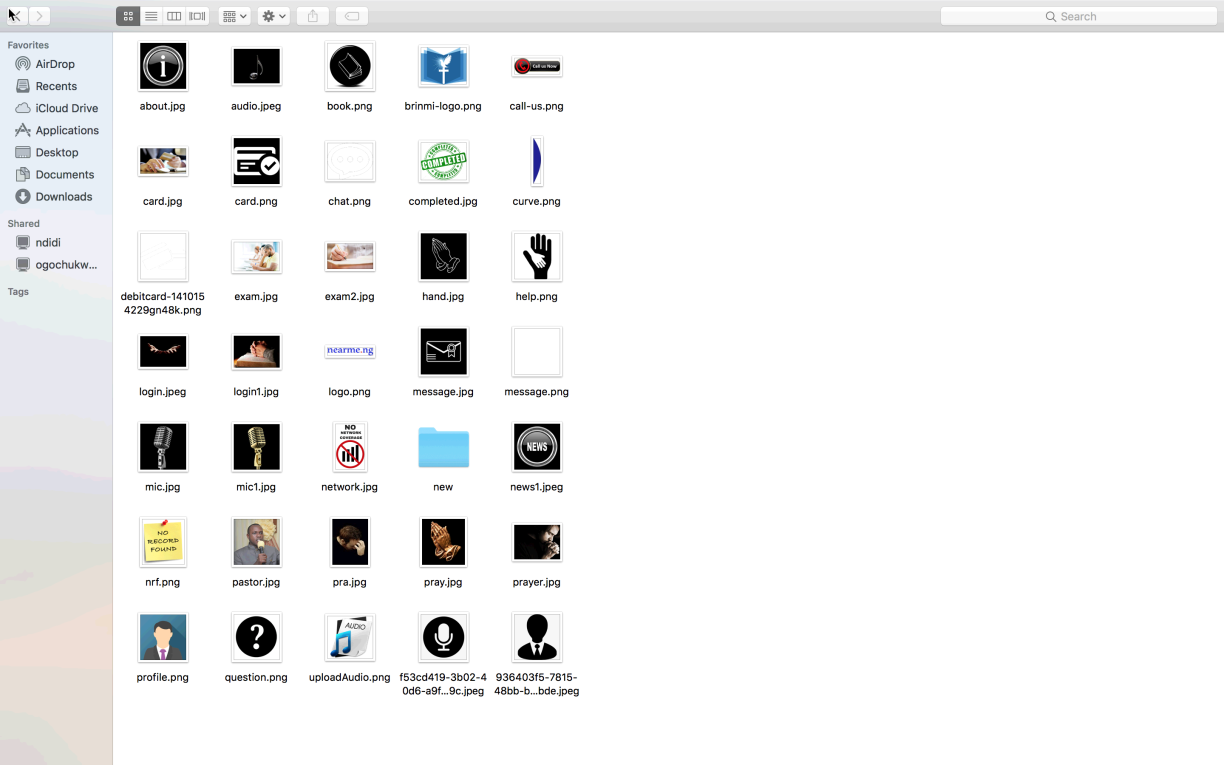 Search
Favorites
AirDrop
Recents
iCloud Drive
Applications
Desktop
Documents
Downloads
Shared
ndidi
ogochukw...
Tags
Call us Now
about.jpg
audio.jpeg
book.png
brinmi-logo.png
call-us.png
COMPLETED
card.jpg
card.png
chat.png
completed.jpg
curve.png
debitcard-141015
4229gn48k.png
exam.jpg
exam2.jpg
hand.jpg
help.png
nearme.ng
login.jpeg
login1.jpg
logo.png
message.jpg
message.png
NO
NETWORK
COVERAGE
NEWS
mic.jpg
mic1.jpg
network.jpg
new
news1.jpeg
NO
RECORD
FOUND
nrf.png
pastor.jpg
pra.jpg
pray.jpg
prayer.jpg
?
AUDIO
profile.png
question.png
uploadAudio.png
f53cd419-3b02-4
0d6-a9f...9c.jpeg
936403f5-7815-
48bb-b...bde.jpeg